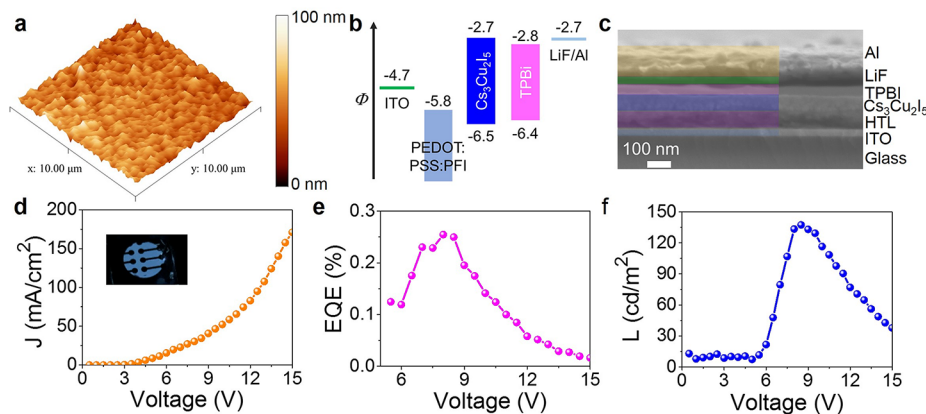 a
100 nm
0 nm
x: 10.00 μm
y: 10.00 μm
b
Φ
-4.7
ITO
-5.8
PEDOT:
PSS:PFI
-2.7
Cs3Cu2I5
-6.5
-2.8
TPBi
-6.4
-2.7
LiF/Al
c
Al
LiF
TPBI
Cs3Cu2I5
HTL
ITO
Glass
100 nm
d
J (mA/cm²)
200
150
100
50
0
0 3 6 9 12 15
Voltage (V)
e
EQE (%)
0.3
0.2
0.1
0.0
6 9 12 15
Voltage (V)
f
L (cd/m²)
150
120
90
60
30
0
0 3 6 9 12 15
Voltage (V)